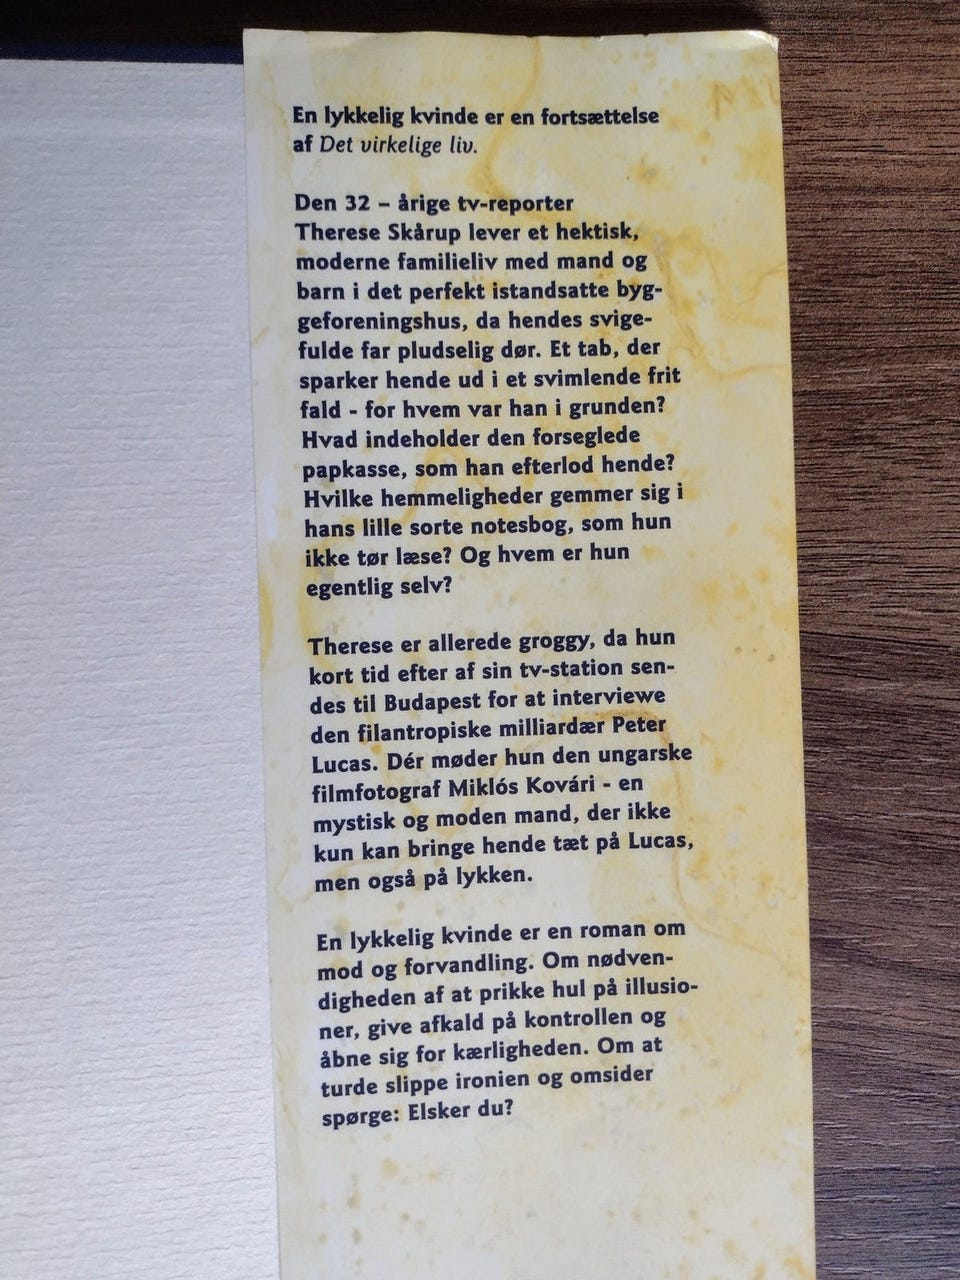 En lykkelig kvinde er en fortsættelse
af Det virkelige liv.
Den 32 – årige tv-reporter
Therese Skårup lever et hektisk,
moderne familieliv med mand og
barn i det perfekt istandsatte byg-
geforeningshus, da hendes svige-
fulde far pludselig dør. Et tab, der
sparker hende ud i et svimlende frit
fald - for hvem var han i grunden?
Hvad indeholder den forseglede
papkasse, som han efterlod hende?
Hvilke hemmeligheder gemmer sig i
hans lille sorte notesbog, som hun
ikke tør læse? Og hvem er hun
egentlig selv?
Therese er allerede groggy, da hun
kort tid efter af sin tv-station sen-
des til Budapest for at interviewe
den filantropiske milliardær Peter
Lucas. Dér møder hun den ungarske
filmfotograf Miklós Kovári - en
mystisk og moden mand, der ikke
kun kan bringe hende tæt på Lucas,
men også på lykken.
En lykkelig kvinde er en roman om
mod og forvandling. Om nødven-
digheden af at prikke hul på illusio-
ner, give afkald på kontrollen og
åbne sig for kærligheden. Om at
turde slippe ironien og omsider
spørge: Elsker du?